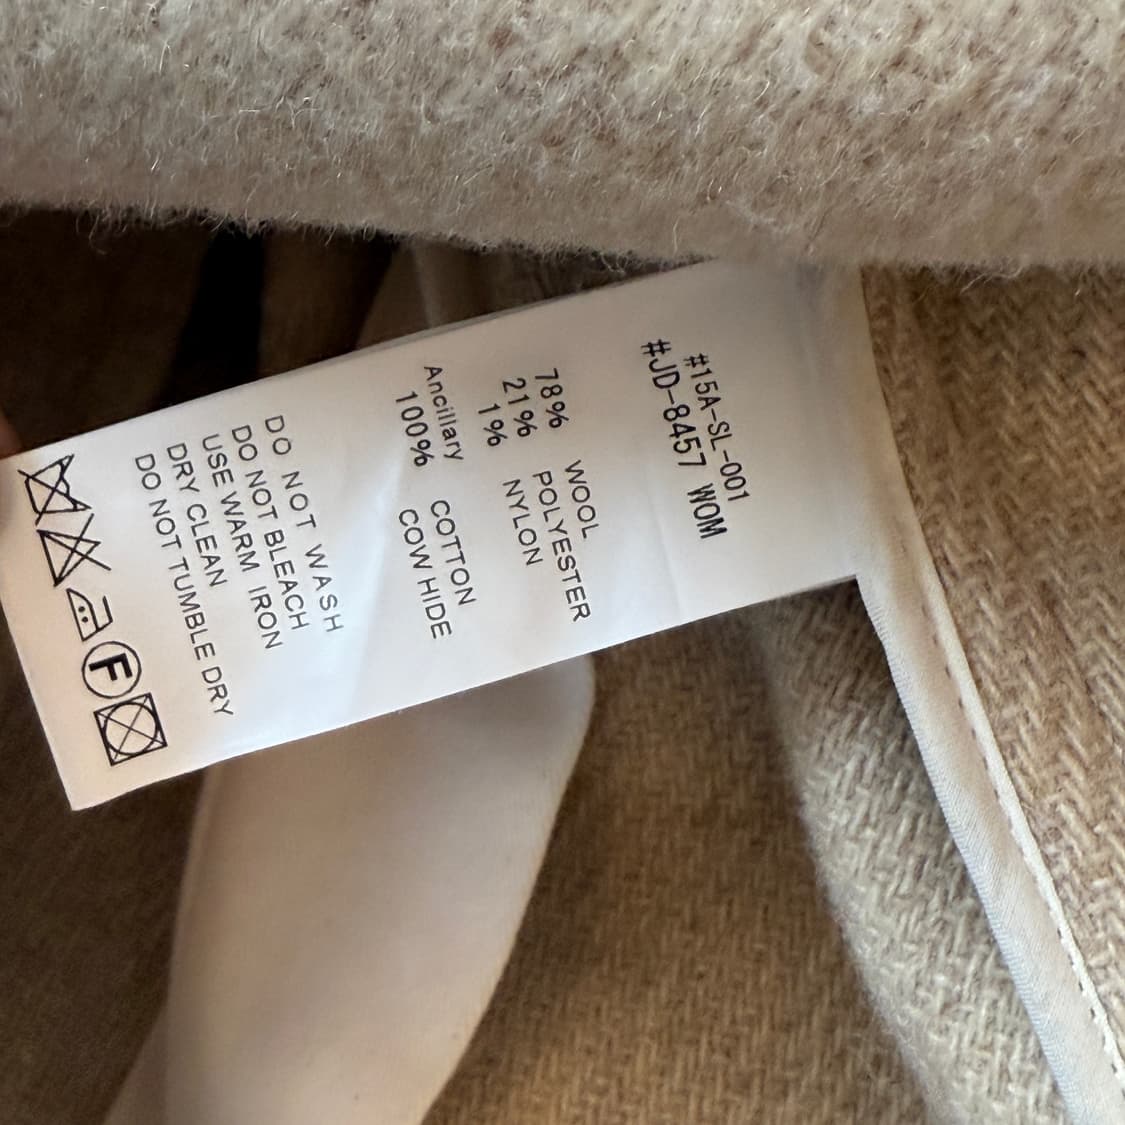 #15A-SL-001
#JD-8457 WOM
78% WOOL
21% POLYESTER
1% NYLON
Ancillary COTTON
100% COW HIDE
DO NOT WASH
DO NOT BLEACH
USE WARM IRON
DRY CLEAN
DO NOT TUMBLE DRY
F